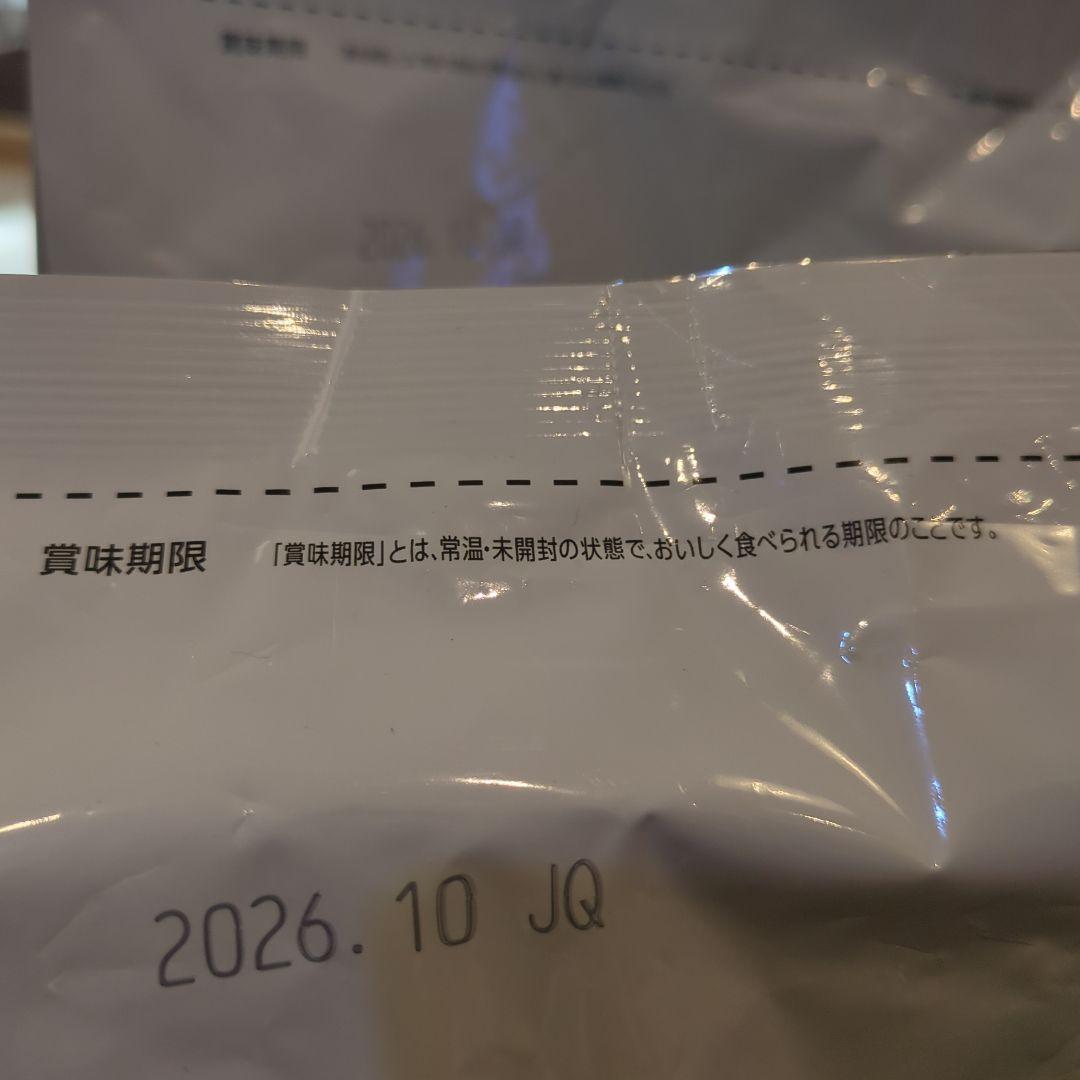 賞味期限 「賞味期限」とは、常温・未開封の状態で、おいしく食べられる期限のことです。
2026.10 JQ